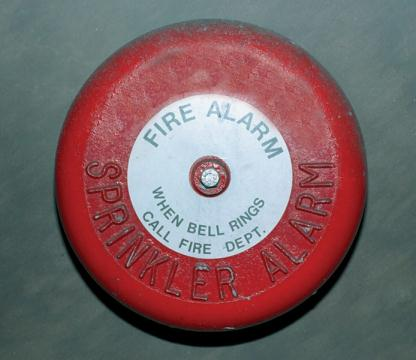 FIRE ALARM
WHEN BELL RINGS
CALL FIRE DEPT.
SPRINKLER ALARM